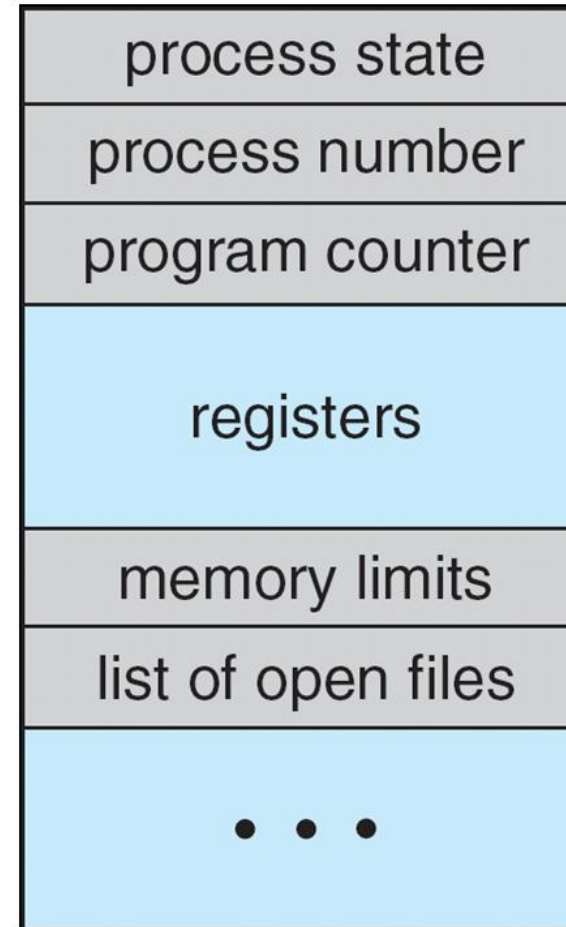 process state
process number
program counter
registers
memory limits
list of open files
• • •